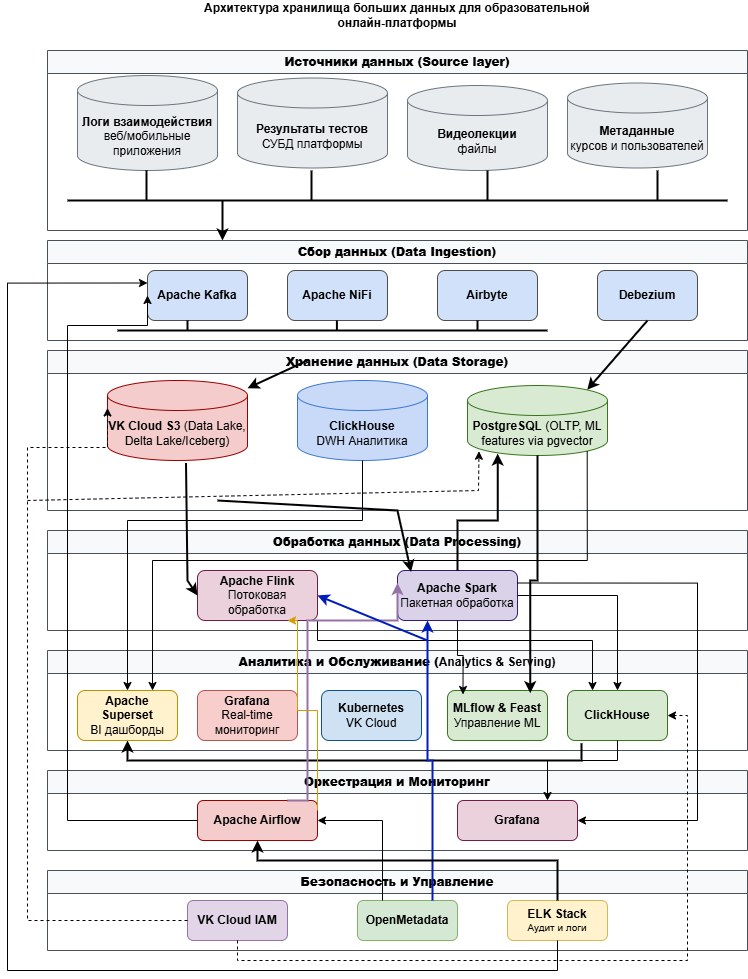 Архитектура хранилища больших данных для образовательной
онлайн-платформы
Источники данных (Source layer)
Логи взаимодействия
веб/мобильные
приложения
Результаты тестов
СУБД платформы
Видеолекции
файлы
Метаданные
курсов и пользователей
Сбор данных (Data Ingestion)
Apache Kafka
Apache NiFi
Airbyte
Debezium
Хранение данных (Data Storage)
VK Cloud S3 (Data Lake,
Delta Lake/Iceberg)
ClickHouse
DWH Аналитика
PostgreSQL (OLTP, ML
features via pgvector
Обработка данных (Data Processing)
Apache Flink
Потоковая
обработка
Apache Spark
Пакетная обработка
Аналитика и Обслуживание (Analytics & Serving)
Apache
Superset
BI дашборды
Grafana
Real-time
мониторинг
Kubernetes
VK Cloud
MLflow & Feast
Управление ML
ClickHouse
Оркестрация и Мониторинг
Apache Airflow
Grafana
Безопасность и Управление
VK Cloud IAM
OpenMetadata
ELK Stack
Аудит и логи